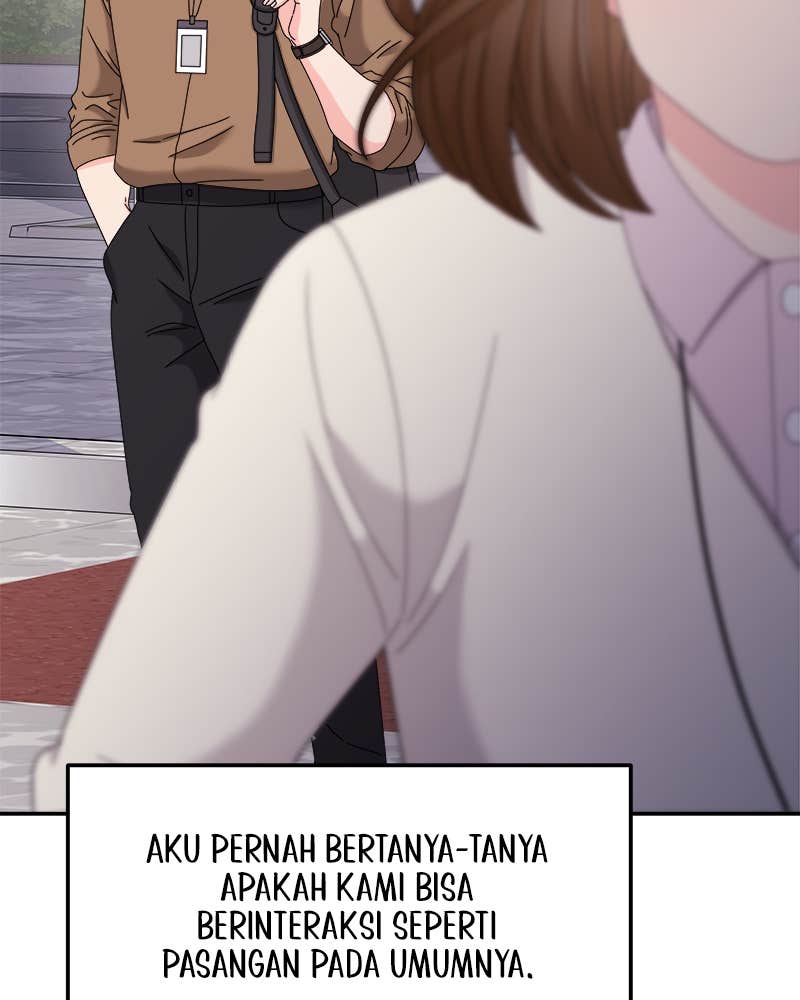 AKU PERNAH BERTANYA-TANYA
APAKAH KAMI BISA
BERINTERAKSI SEPERTI
PASANGAN PADA UMUMNYA.